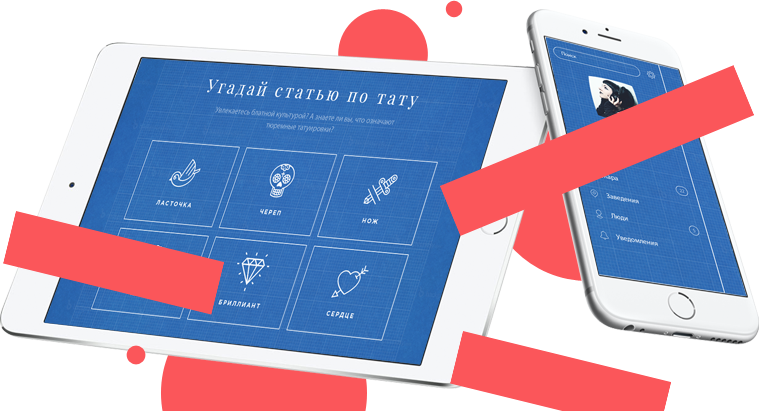 Угадай статью по тату
Увлекаетесь блатной культурой? А знаете ли вы, что означают
тюремные татуировки?
ЛАСТОЧКА
ЧЕРЕП
НОЖ
БРИЛЛИАНТ
СЕРДЦЕ
Поиск
Заведения
Люди
Уведомления